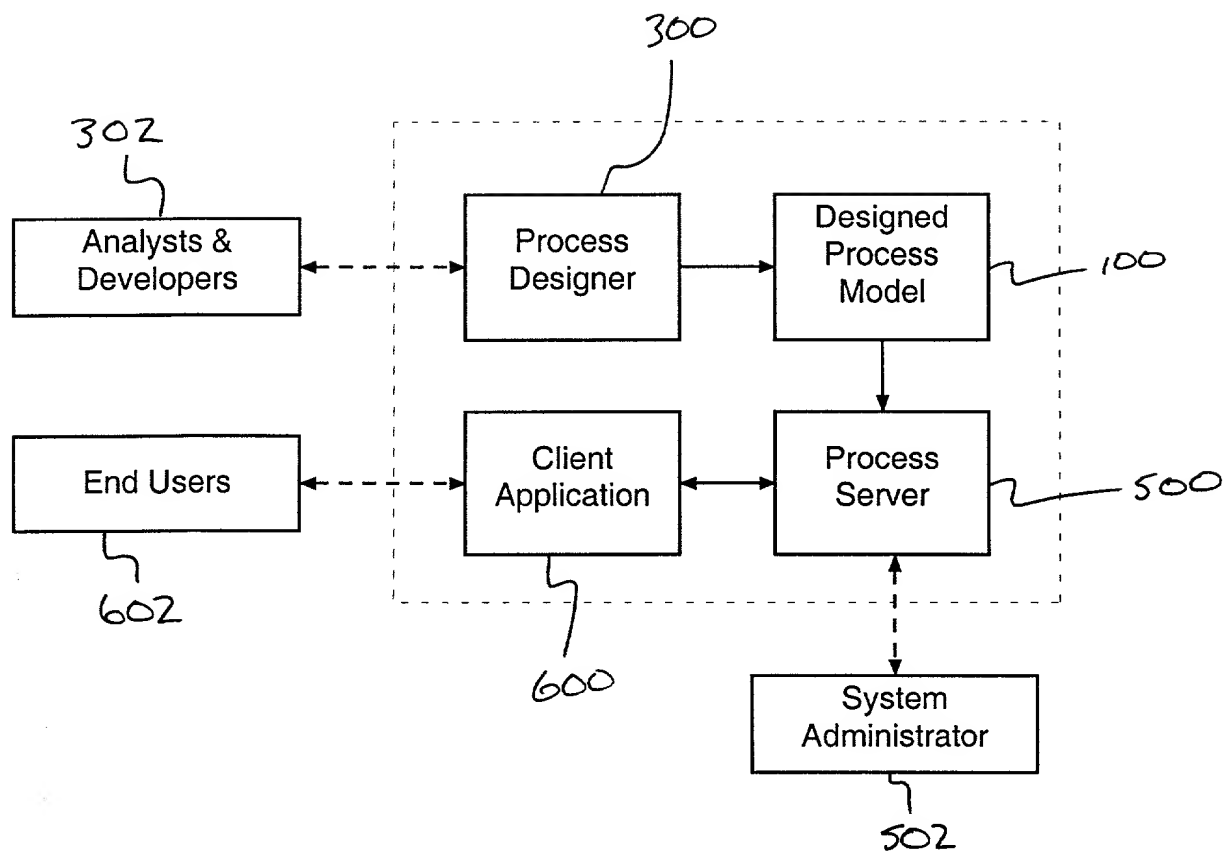 300
302
Analysts &
Developers
Process
Designer
Designed
Process
Model
100
End Users
Client
Application
Process
Server
500
602
600
System
Administrator
502